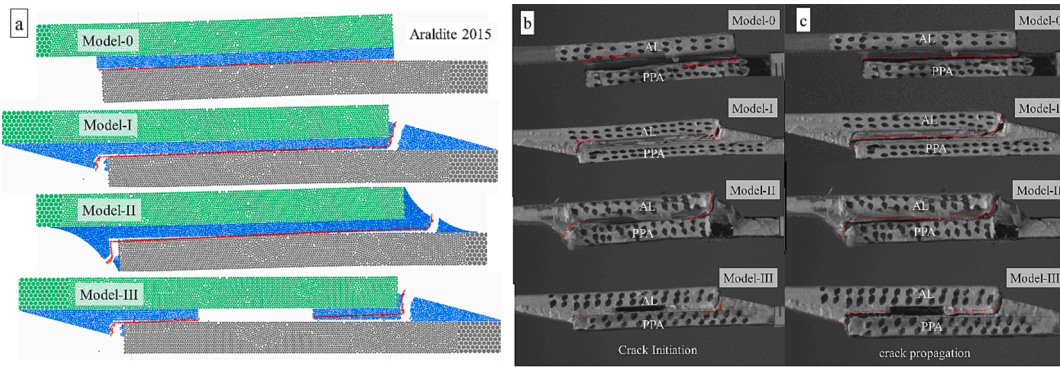 a
Model-0
Araldite 2015
Model-I
Model-II
Model-III
b
Model-0
AL
PPA
Model-I
AL
PPA
Model-II
AL
PPA
Model-III
AL
PPA
Crack Initiation
c
Model-0
AL
PPA
Model-I
AL
PPA
Model-II
AL
PPA
Model-III
AL
PPA
crack propagation